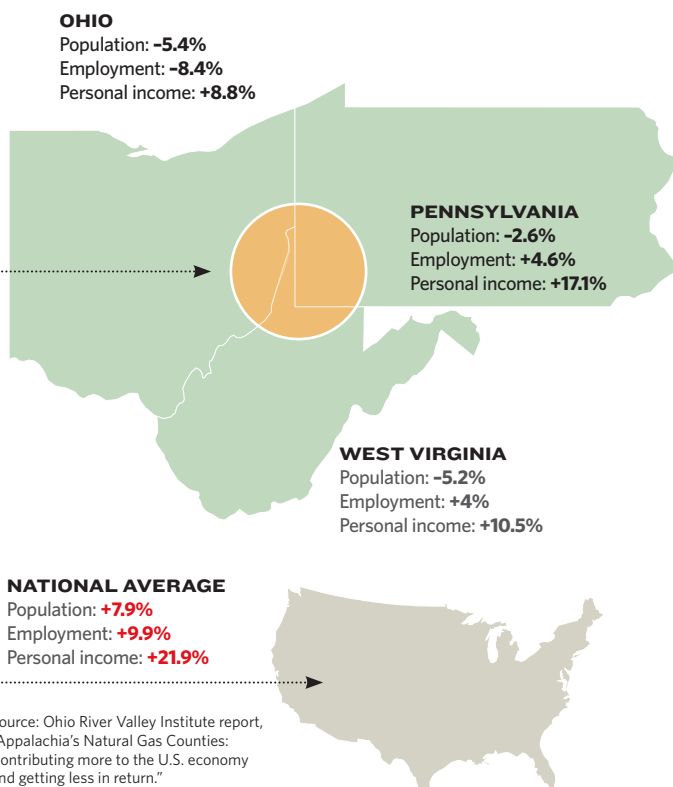 OHIO
Population: –5.4%
Employment: –8.4%
Personal income: +8.8%
PENNSYLVANIA
Population: –2.6%
Employment: +4.6%
Personal income: +17.1%
WEST VIRGINIA
Population: –5.2%
Employment: +4%
Personal income: +10.5%
NATIONAL AVERAGE
Population: +7.9%
Employment: +9.9%
Personal income: +21.9%
ource: Ohio River Valley Institute report,
Appalachia’s Natural Gas Counties:
ontributing more to the U.S. economy
nd getting less in return.”